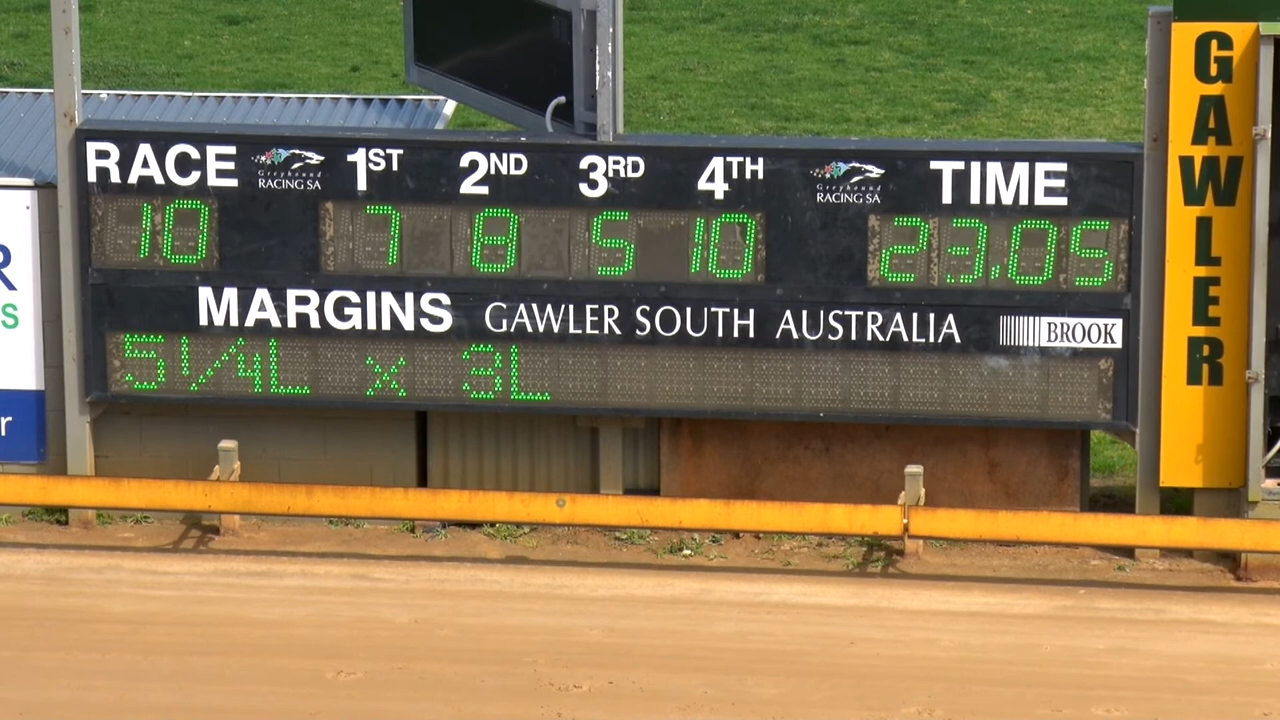 RACE Greyhound RACING SA 1ST 2ND 3RD 4TH Greyhound RACING SA TIME
10 7 8 5 10 23.05
MARGINS GAWLER SOUTH AUSTRALIA BROOK
5 1/4L x 3L
GAWLER
R
S
r